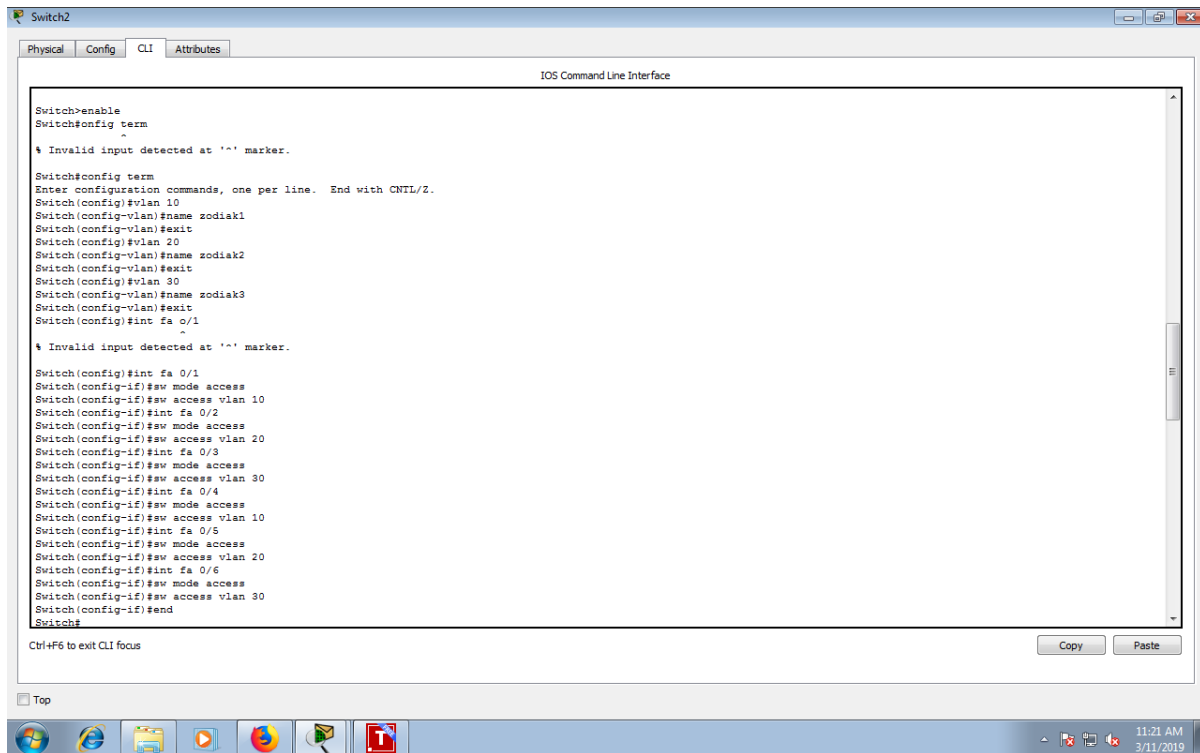 Switch2
Physical Config CLI Attributes
IOS Command Line Interface
Switch>enable
Switch#onfig term
^
% Invalid input detected at '^' marker.
Switch#config term
Enter configuration commands, one per line. End with CNTL/Z.
Switch(config)#vlan 10
Switch(config-vlan)#name zodiak1
Switch(config-vlan)#exit
Switch(config)#vlan 20
Switch(config-vlan)#name zodiak2
Switch(config-vlan)#exit
Switch(config)#vlan 30
Switch(config-vlan)#name zodiak3
Switch(config-vlan)#exit
Switch(config)#int fa o/1
^
% Invalid input detected at '^' marker.
Switch(config)#int fa 0/1
Switch(config-if)#sw mode access
Switch(config-if)#sw access vlan 10
Switch(config-if)#int fa 0/2
Switch(config-if)#sw mode access
Switch(config-if)#sw access vlan 20
Switch(config-if)#int fa 0/3
Switch(config-if)#sw mode access
Switch(config-if)#sw access vlan 30
Switch(config-if)#int fa 0/4
Switch(config-if)#sw mode access
Switch(config-if)#sw access vlan 10
Switch(config-if)#int fa 0/5
Switch(config-if)#sw mode access
Switch(config-if)#sw access vlan 20
Switch(config-if)#int fa 0/6
Switch(config-if)#sw mode access
Switch(config-if)#sw access vlan 30
Switch(config-if)#end
Switch#
Ctrl+F6 to exit CLI focus
Copy Paste
Top
11:21 AM
3/11/2019